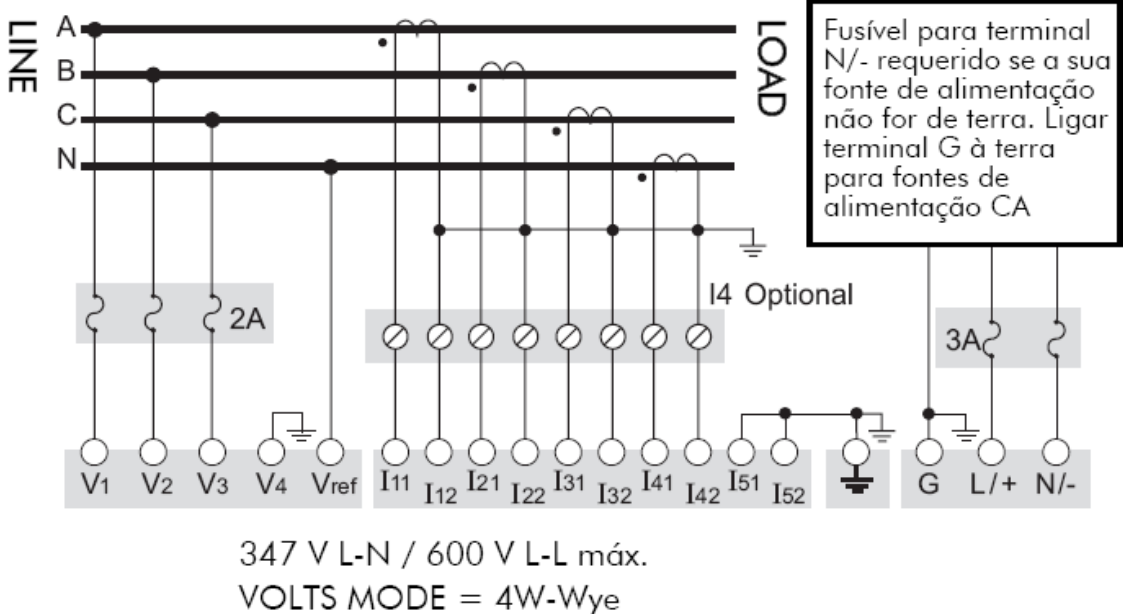 LINE
A
B
C
N
LOAD
Fusível para terminal
N/- requerido se a sua
fonte de alimentação
não for de terra. Ligar
terminal G à terra
para fontes de
alimentação CA
I4 Optional
2A
3A
V1 V2 V3 V4 Vref I11 I12 I21 I22 I31 I32 I41 I42 I51 I52 G L/+ N/-
347 V L-N / 600 V L-L máx.
VOLTS MODE = 4W-Wye